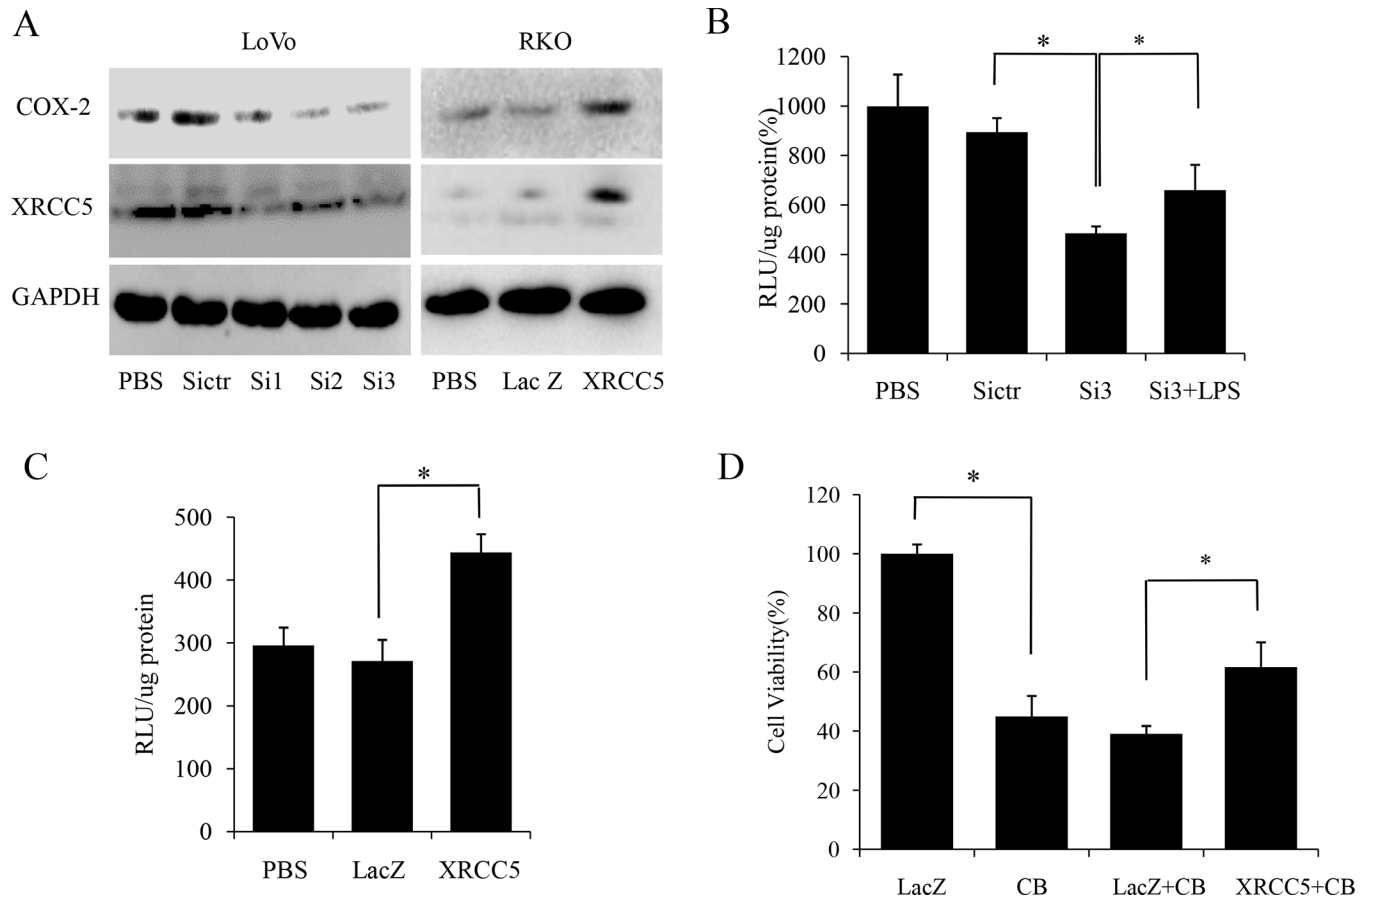 A
LoVo
RKO
COX-2
XRCC5
GAPDH
PBS Sictr Si1 Si2 Si3
PBS Lac Z XRCC5
B
* *
RLU/ug protein(%)
1200
1000
800
600
400
200
0
PBS Sictr Si3 Si3+LPS
C
*
RLU/ug protein
500
400
300
200
100
0
PBS LacZ XRCC5
D
*
*
Cell Viability(%)
120
100
80
60
40
20
0
LacZ CB LacZ+CB XRCC5+CB